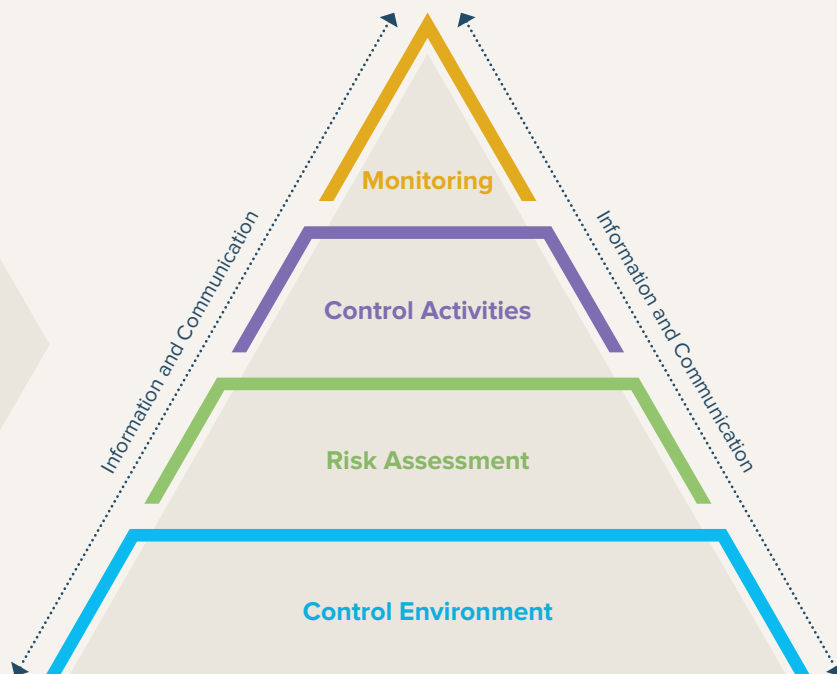 Monitoring
Information and Communication
Information and Communication
Control Activities
Risk Assessment
Control Environment